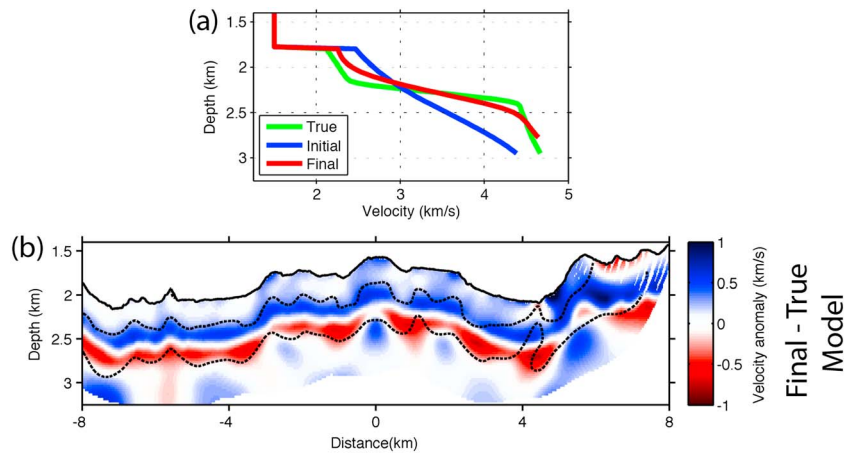 (a)
1.5
2
2.5
3
Depth (km)
True
Initial
Final
2 3 4 5
Velocity (km/s)
(b)
1.5
2
2.5
3
Depth (km)
-8 -4 0 4 8
Distance(km)
1
0.5
0
-0.5
-1
Velocity anomaly (km/s)
Final - True
Model